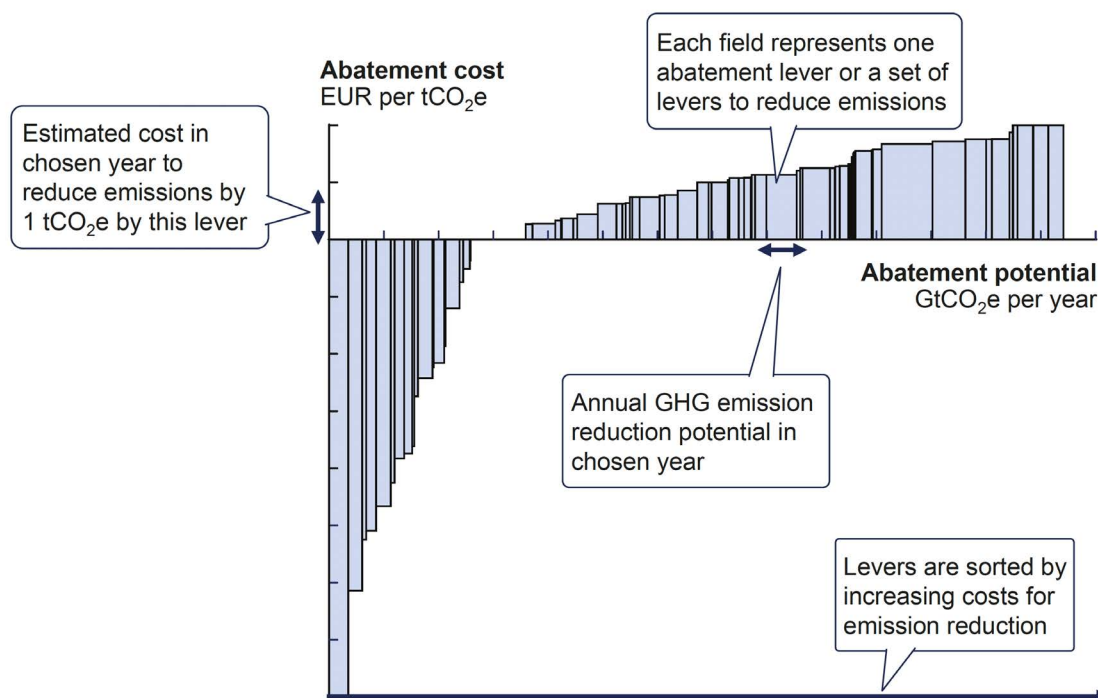 Abatement cost
EUR per tCO₂e
Estimated cost in
chosen year to
reduce emissions by
1 tCO₂e by this lever
Each field represents one
abatement lever or a set of
levers to reduce emissions
Abatement potential
GtCO₂e per year
Annual GHG emission
reduction potential in
chosen year
Levers are sorted by
increasing costs for
emission reduction